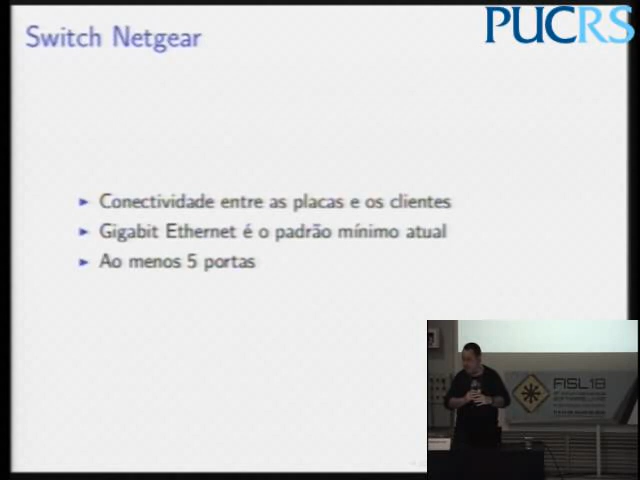 Switch Netgear
PUCRS
Conectividade entre as placas e os clientes
Gigabit Ethernet é o padrão mínimo atual
Ao menos 5 portas
FISL18